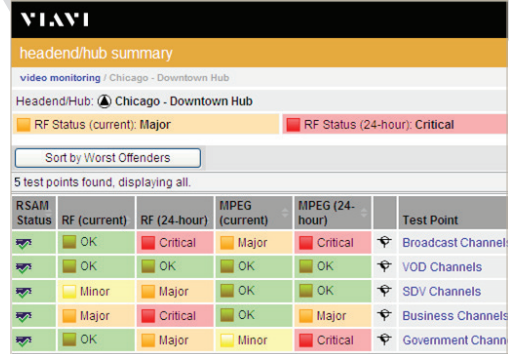 VIAVI
headend/hub summary
video monitoring / Chicago - Downtown Hub
Headend/Hub: Chicago - Downtown Hub
RF Status (current): Major RF Status (24-hour): Critical
Sort by Worst Offenders
5 test points found, displaying all.
RSAM Status RF (current) RF (24-hour) MPEG (current) MPEG (24-hour) Test Point
OK Critical Major Critical Broadcast Channels
OK OK OK OK VOD Channels
Minor Major OK OK SDV Channels
Major Critical OK Major Business Channels
OK Major Minor Critical Government Chann